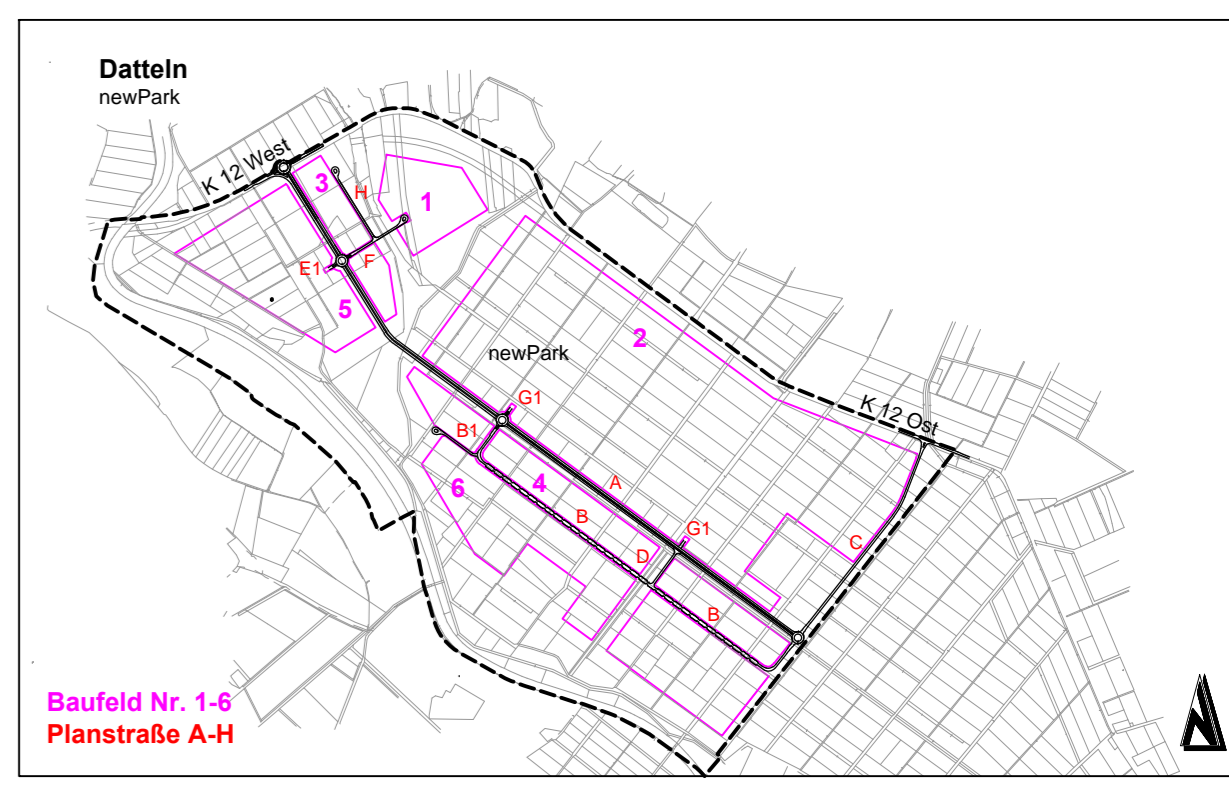 Datteln
newPark
K 12 West
3
H
1
F
E1
5
2
newPark
K 12 Ost
G1
B1
4
A
6
B
G1
C
D
B
Baufeld Nr. 1-6
Planstraße A-H
N